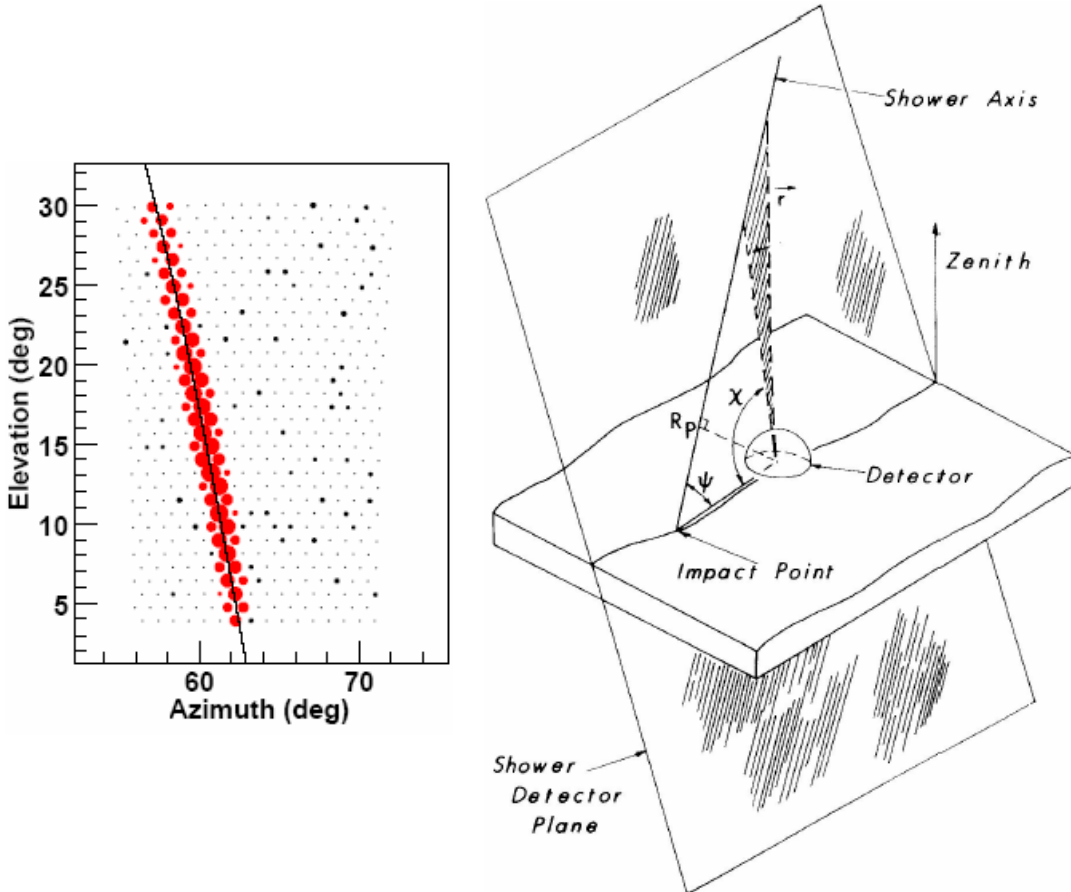 30
25
20
15
10
5
60 70
Elevation (deg)
Azimuth (deg)
Shower Axis
r
Zenith
χ
Rp
Detector
ψ
Impact Point
Shower
Detector
Plane